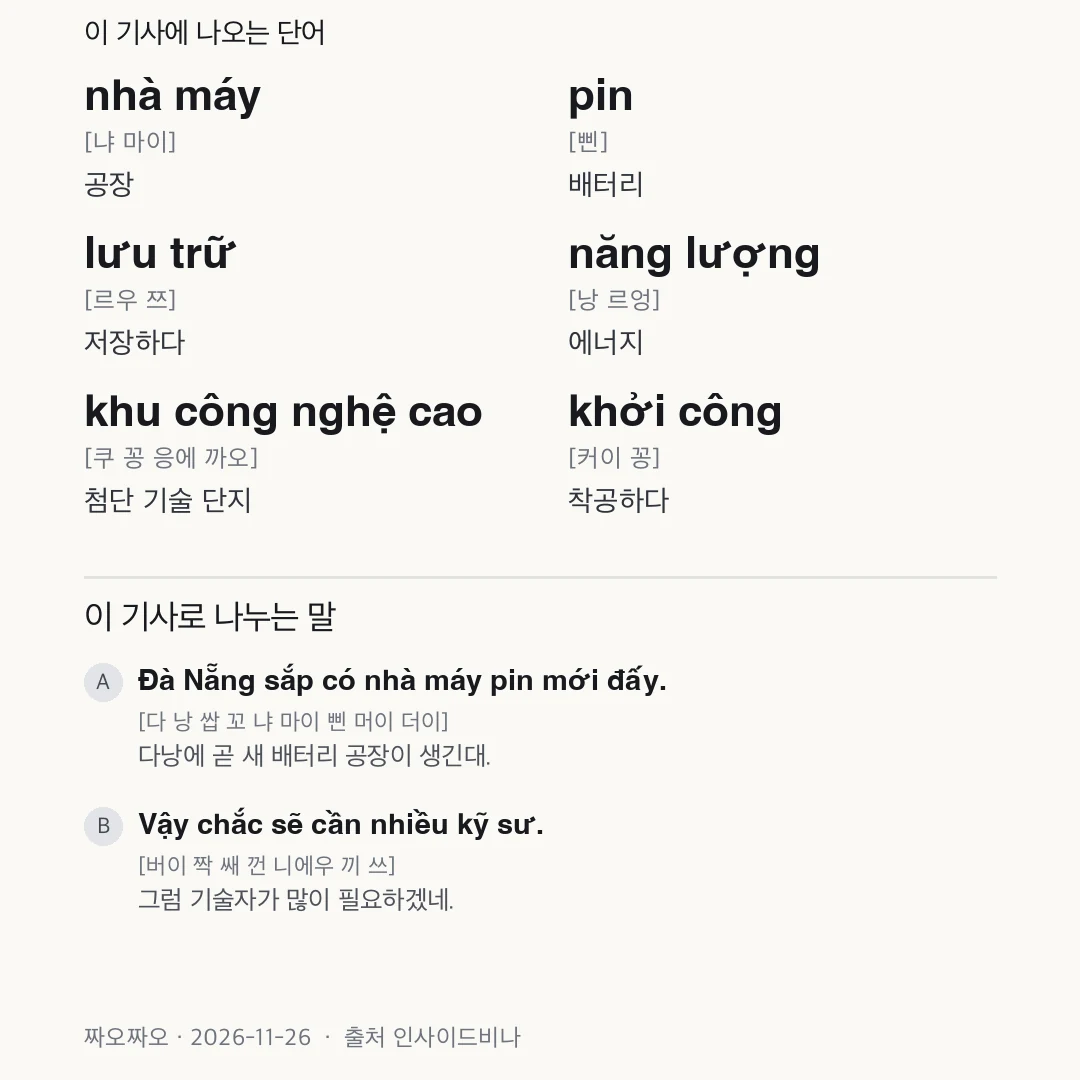 이 기사에 나오는 단어
nhà máy
[냐 마이]
공장
pin
[삔]
배터리
lưu trữ
[르우 쯔]
저장하다
năng lượng
[낭 르엉]
에너지
khu công nghệ cao
[쿠 꽁 응에 까오]
첨단 기술 단지
khởi công
[커이 꽁]
착공하다
이 기사로 나누는 말
A
Đà Nẵng sắp có nhà máy pin mới đấy.
[다 낭 쌉 꼬 냐 마이 삔 머이 더이]
다낭에 곧 새 배터리 공장이 생긴대.
B
Vậy chắc sẽ cần nhiều kỹ sư.
[버이 짝 쌔 껀 니에우 끼 쓰]
그럼 기술자가 많이 필요하겠네.
짜오짜오 · 2026-11-26 · 출처 인사이드비나